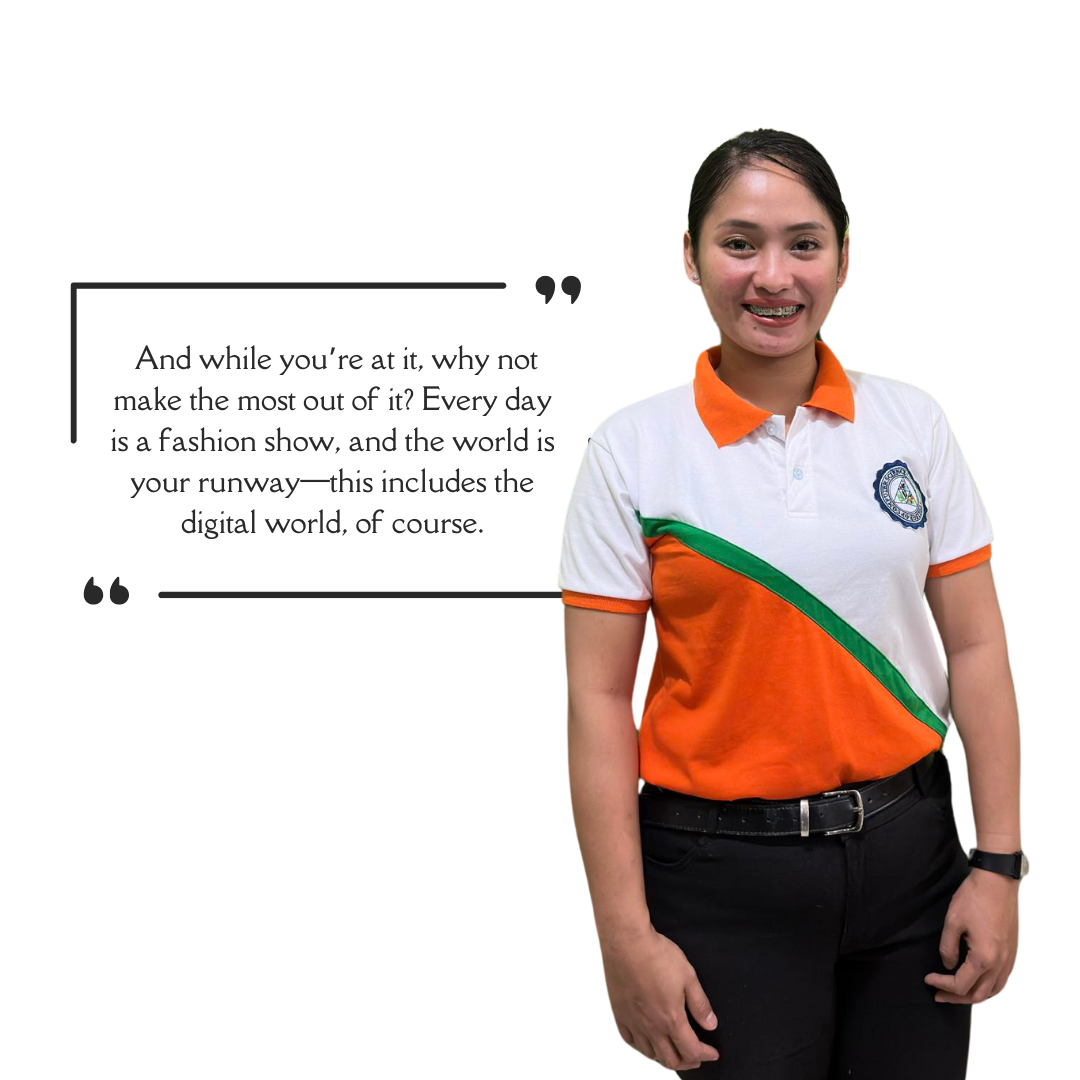 And while you're at it, why not
make the most out of it? Every day
is a fashion show, and the world is
your runway—this includes the
digital world, of course.